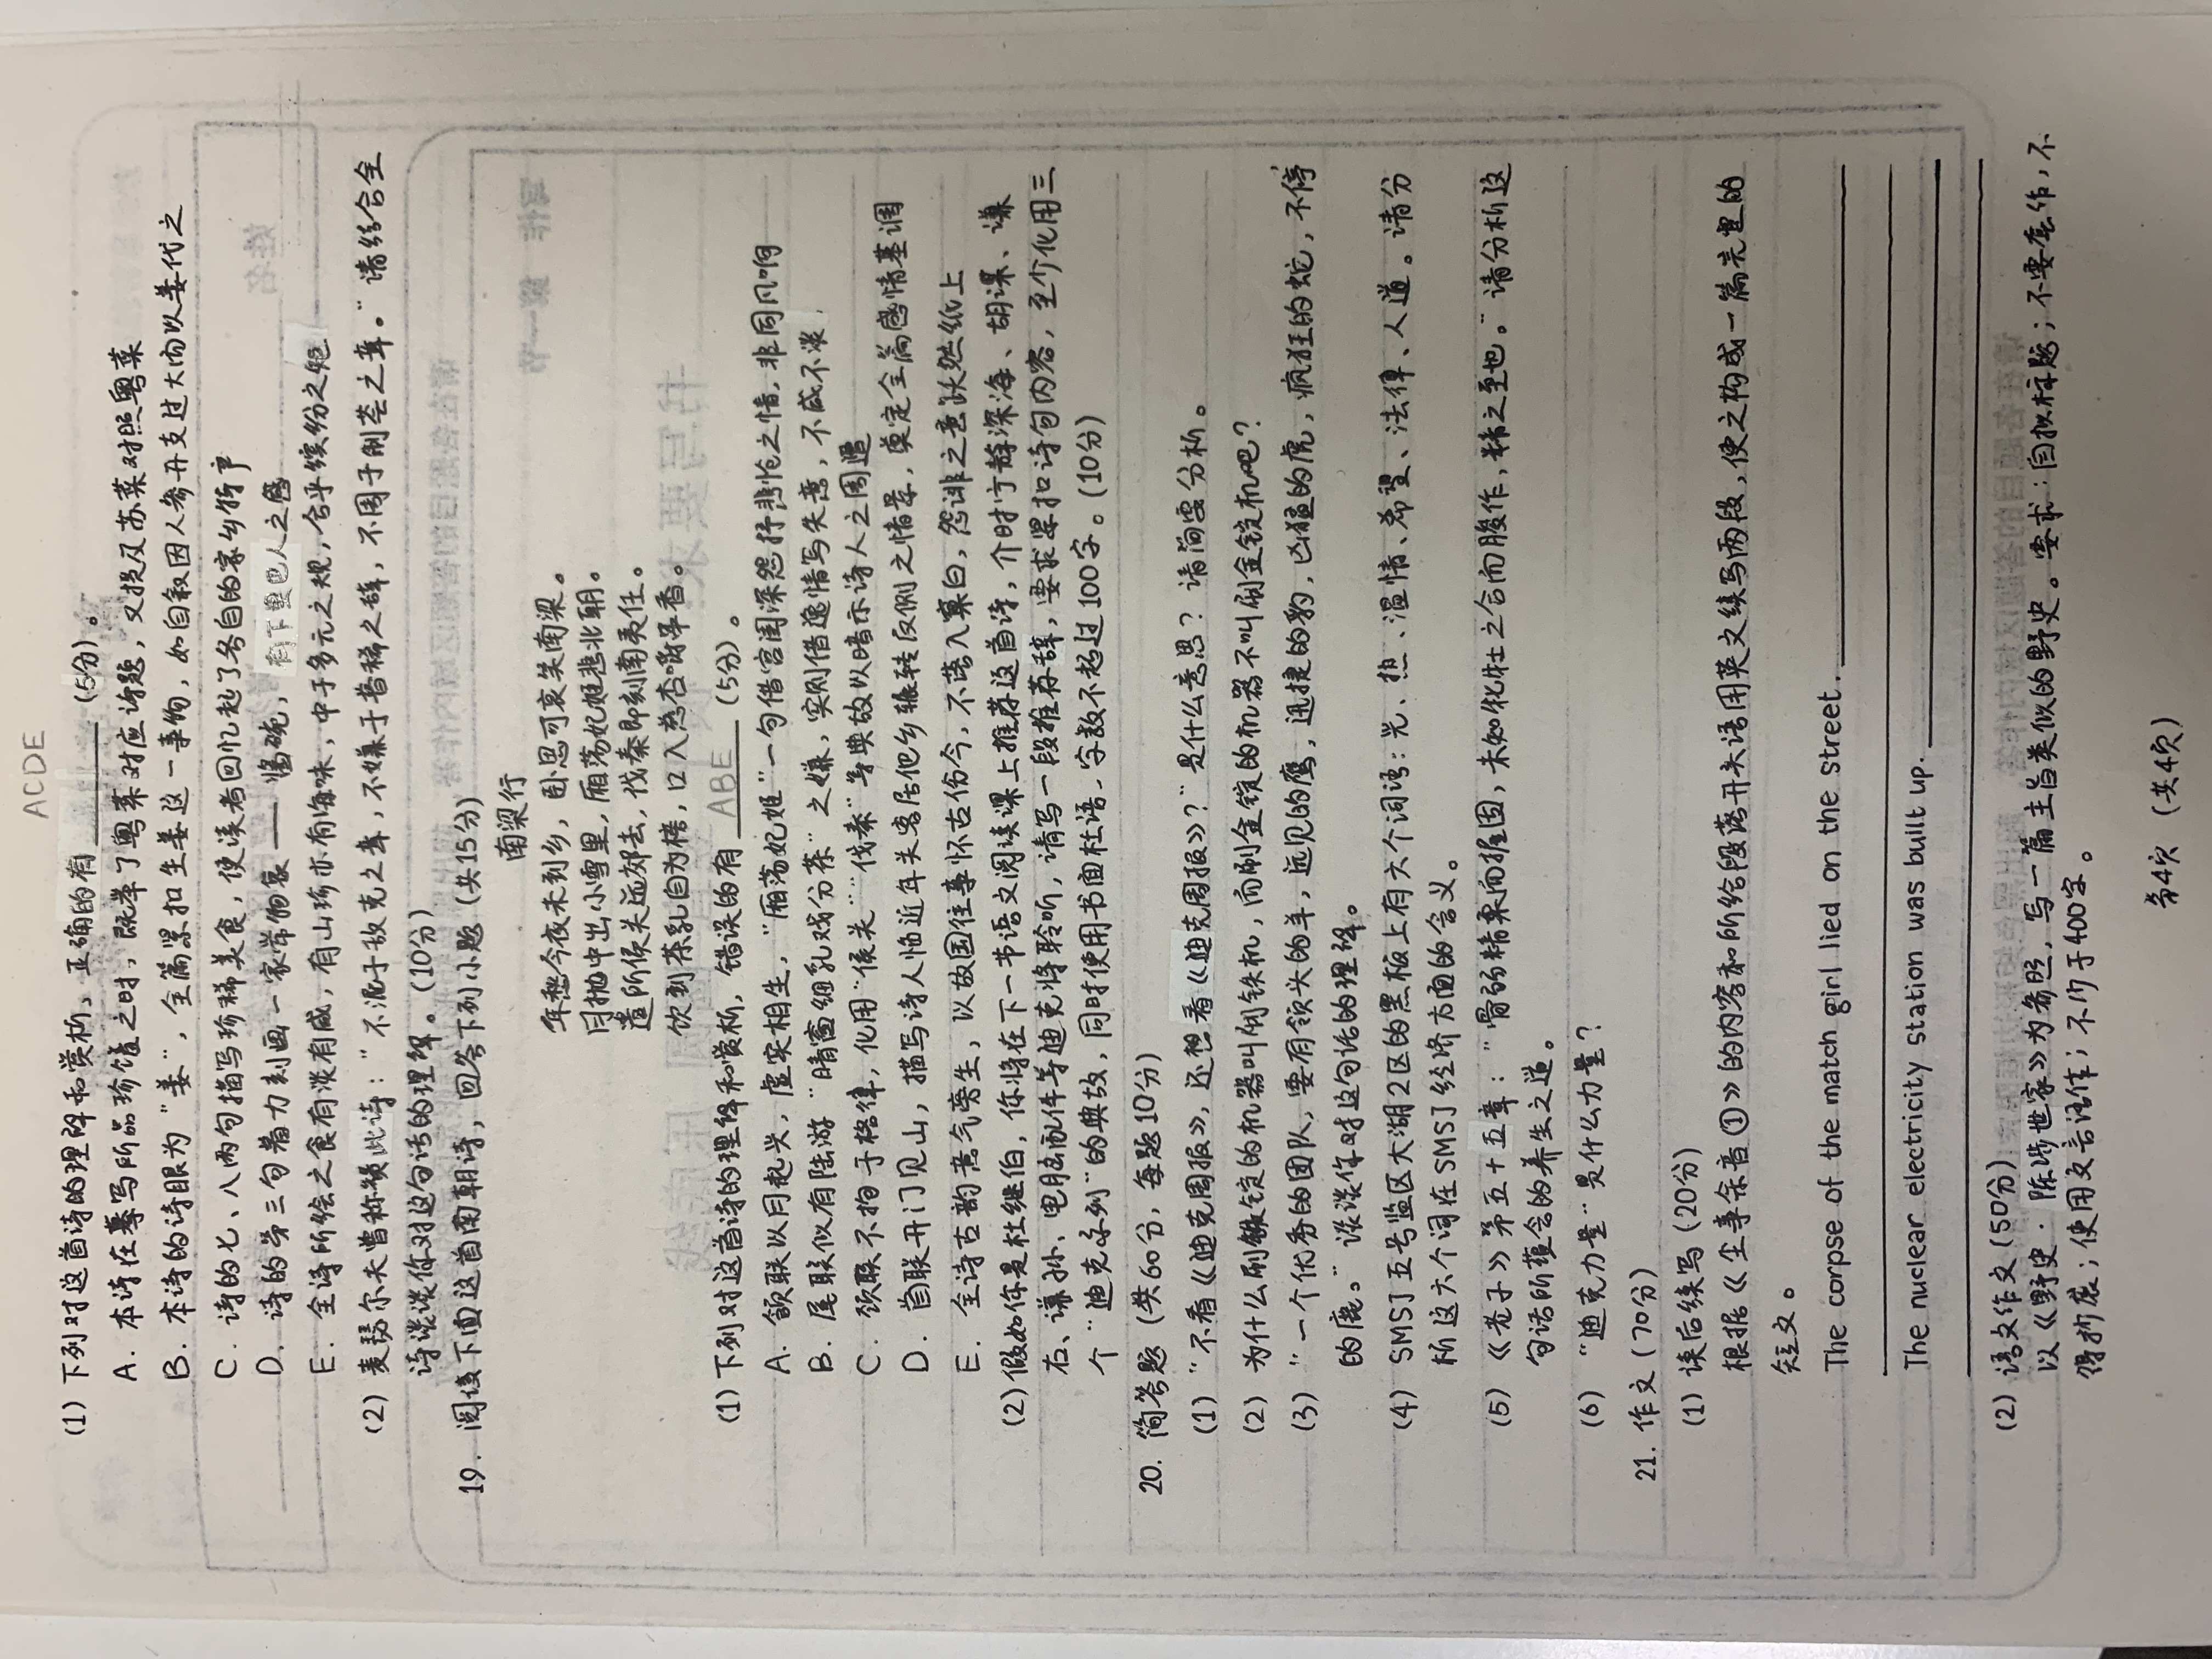 ACDE
(1) 下列对这首诗的理解和赏析，正确的有______（5分）。
A. 本诗在摹写所品珍馐之时，既举了粤菜对应诗题，又提及苏菜对照粤菜
B. 本诗的诗眼为“姜”，全篇紧扣生姜这一事物，如自叙因人参开支过大而以姜代之
C. 诗的七、八两句描写珍稀美食，使读者回忆起了各自的家乡特产
D. 诗的第三句着力刻画一家常物象——酱碗，有下里巴人之感
E. 全诗所绘之食有淡有咸，有山珍亦有海味，中于多元之规，合乎缤纷之矩
(2) 麦瑟尔夫曾称赞此诗：“不泥于敌克之聱，不嫌于普稀之辞，不囿于制荟之聱。”请结合全
诗谈谈你对这句话的理解。（10分）
19. 阅读下面这首南朝诗，回答下列小题（共15分）
南梁行
年愁今夜未到乡，卧思可哀笑南梁。
月抛中出小雪里，厢荡妃姬悲北朝。
遣所侯关远郊去，伐秦即刻南夷任。
饮到茶乳自为榜，口入慈杏嚼早香。
(1) 下列对这首诗的理解和赏析，错误的有 ABE （5分）。
A. 颔联以月起兴，虚实相生，“厢荡妃姬”一句借宫闺深怨抒悲怆之情，非同凡响
B. 尾联似有陆游“晴窗细乳戏分茶”之嫌，实则借逸情写失意，不咸不淡
C. 颈联不拘于格律，化用“侯关”“伐秦”等典故以暗示诗人之周遭
D. 首联开门见山，描写诗人临近年关客居他乡辗转反侧之情景，奠定全篇感情基调
E. 全诗古韵意气旁生，以故国往事怀古伤今，不落入窠臼，怨诽之意跃然纸上
(2) 假如你是杜继伯，你将在下一节语文阅读课上推荐这首诗，介时宁静深海、胡课、谦
右、谦孙、电脑配件等迪克将聆听，请写一段推荐辞，要求紧扣诗句内容，至少化用三
个“迪克系列”的典故，同时使用书面杜语，字数不超过100字。（10分）
20. 简答题（共60分，每题10分）
(1) “不看《迪克周报》，还想看《迪克周报》？”是什么意思？请简要分析。
(2) 为什么刷铁锭的机器叫刷铁机，而刷金锭的机器不叫刷金锭机吧？
(3) “一个优秀的团队，要有领头的羊，远见的鹰，迅捷的豹，凶猛的虎，疯狂的蛇，不停
的鹿。”谈谈你对这句话的理解。
(4) SMSJ五号监区大湖2区的黑板上有六个词语：光、热、温情、希望、法律、人道。请分
析这六个词在SMSJ经济方面的含义。
(5) 《老子》第五十五章：“骨弱精柔而握固，未知牝牡之合而朘作，精之至也。”请分析这
句话所蕴含的养生之道。
(6) “迪克力量”是什么力量？
21. 作文（70分）
(1) 读后续写（20分）
根据《尘事余音①》的内容和所给段落开头语用英文续写两段，使之构成一篇完整的
短文。
The corpse of the match girl lied on the street.
The nuclear electricity station was built up.
(2) 语文作文（50分）
以《野史·陈涉世家》为参照，写一篇主旨类似的野史。要求：自拟标题；不要套作，不
得抄袭；使用文言语体；不少于400字。
第4页（共4页）